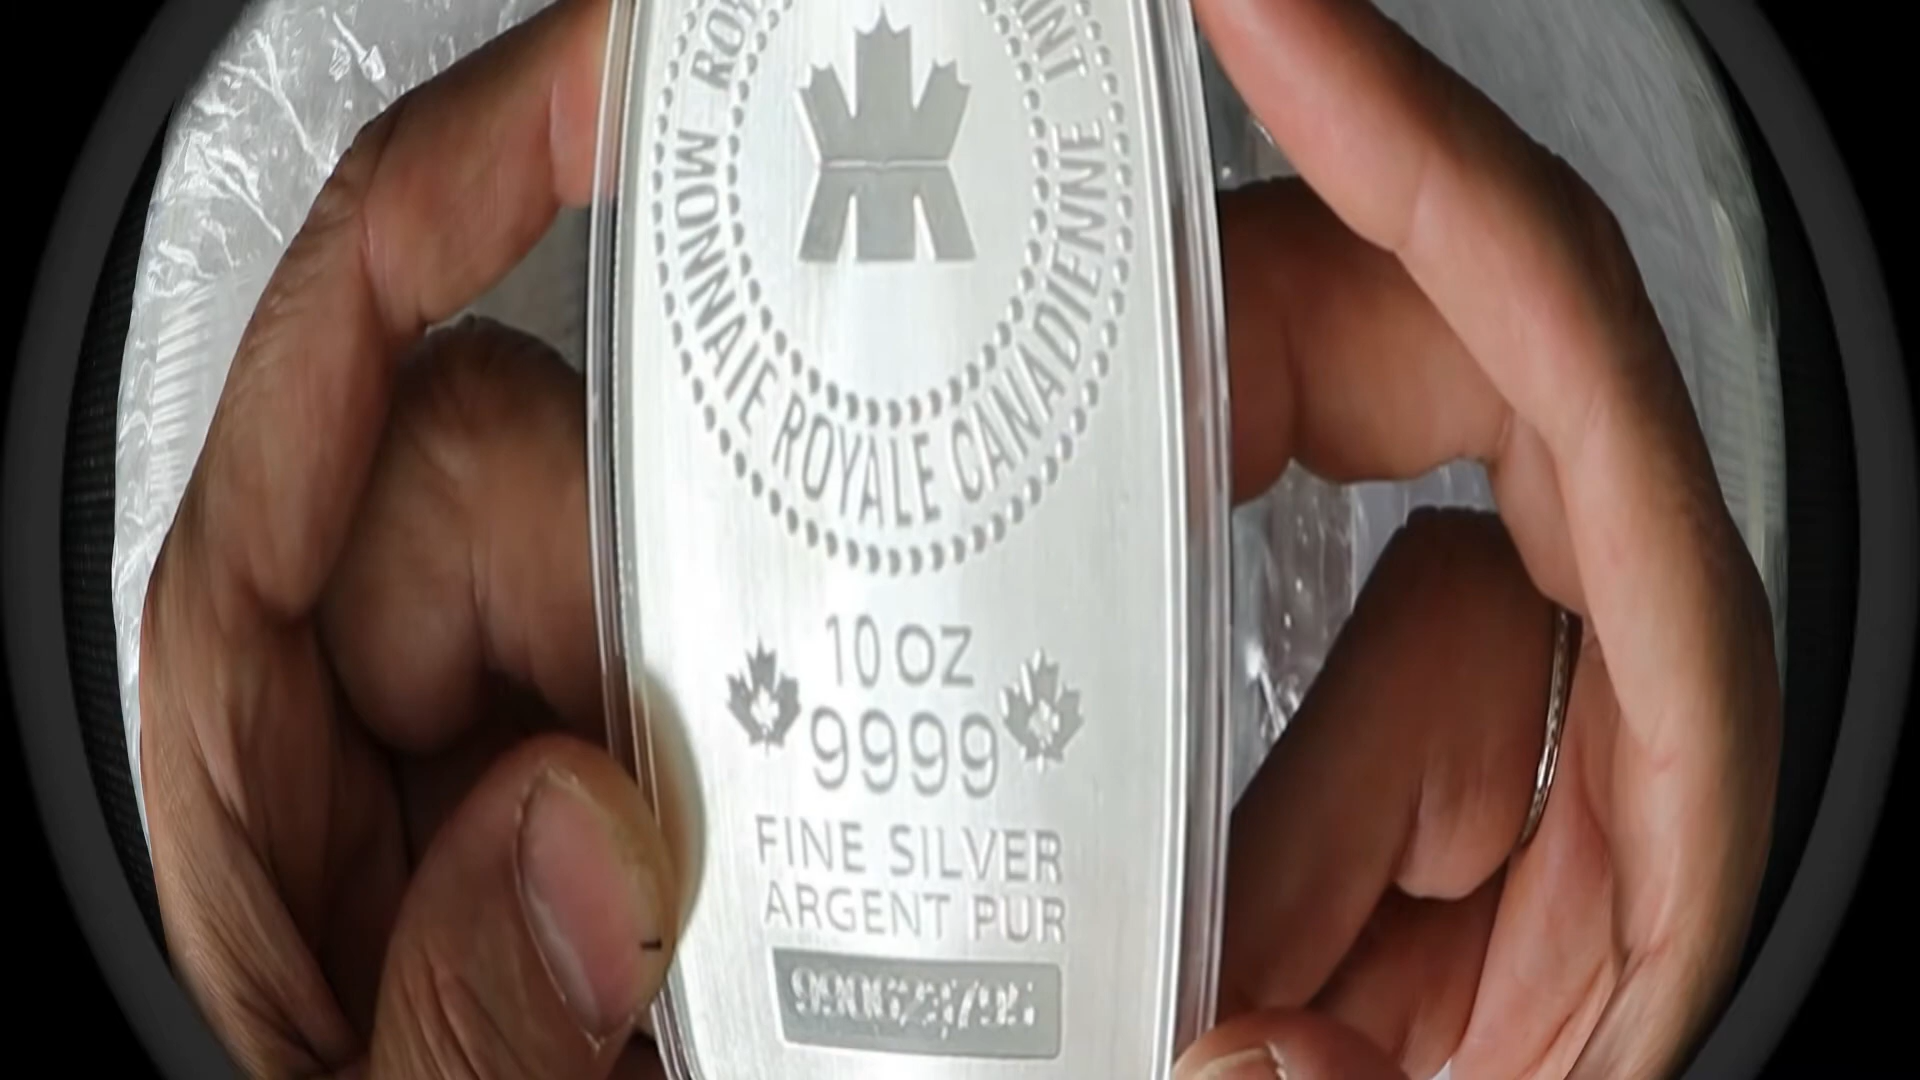 MONNAIE ROYALE CANADIENNE
10 OZ
9999
FINE SILVER
ARGENT PUR